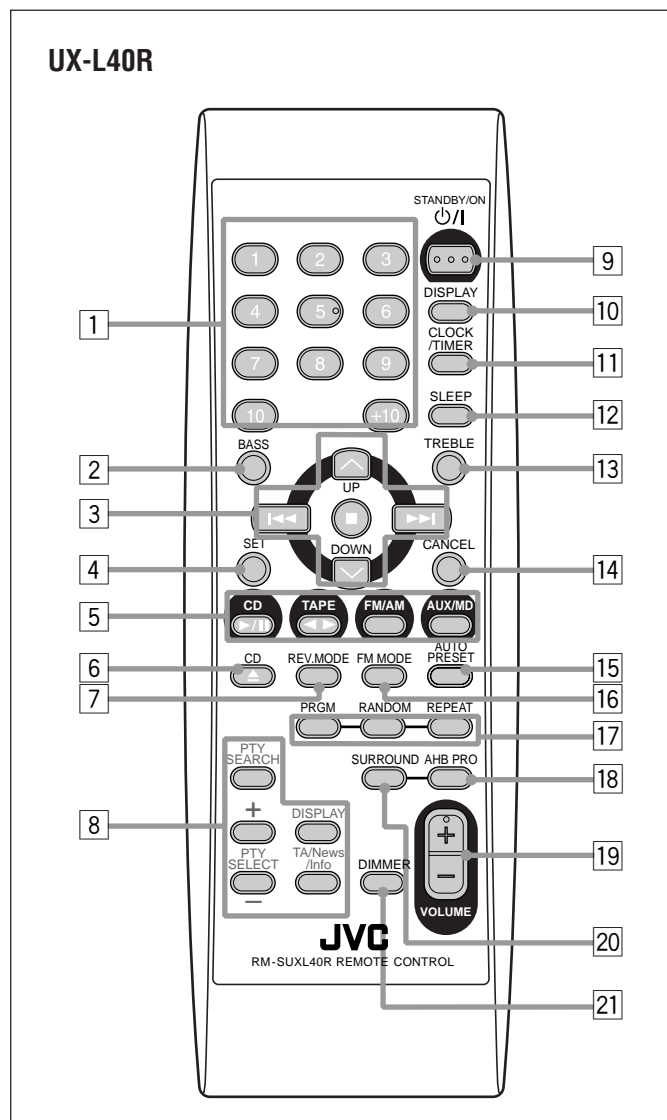 UX-L40R
STANDBY/ON
1 2 3
9
DISPLAY
4 5 6
1
10
CLOCK
/TIMER
7 8 9
11
SLEEP
10 +10
12
BASS
TREBLE
2
13
UP
3
SET
DOWN
CANCEL
4
14
CD TAPE FM/AM AUX/MD
5
AUTO
CD REV.MODE FM MODE PRESET
6
15
7
16
PRGM RANDOM REPEAT
17
PTY
SEARCH
SURROUND AHB PRO
18
8
+
DISPLAY
+
19
PTY
SELECT
TA/News
/Info
DIMMER
–
–
VOLUME
JVC
20
RM-SUXL40R REMOTE CONTROL
21